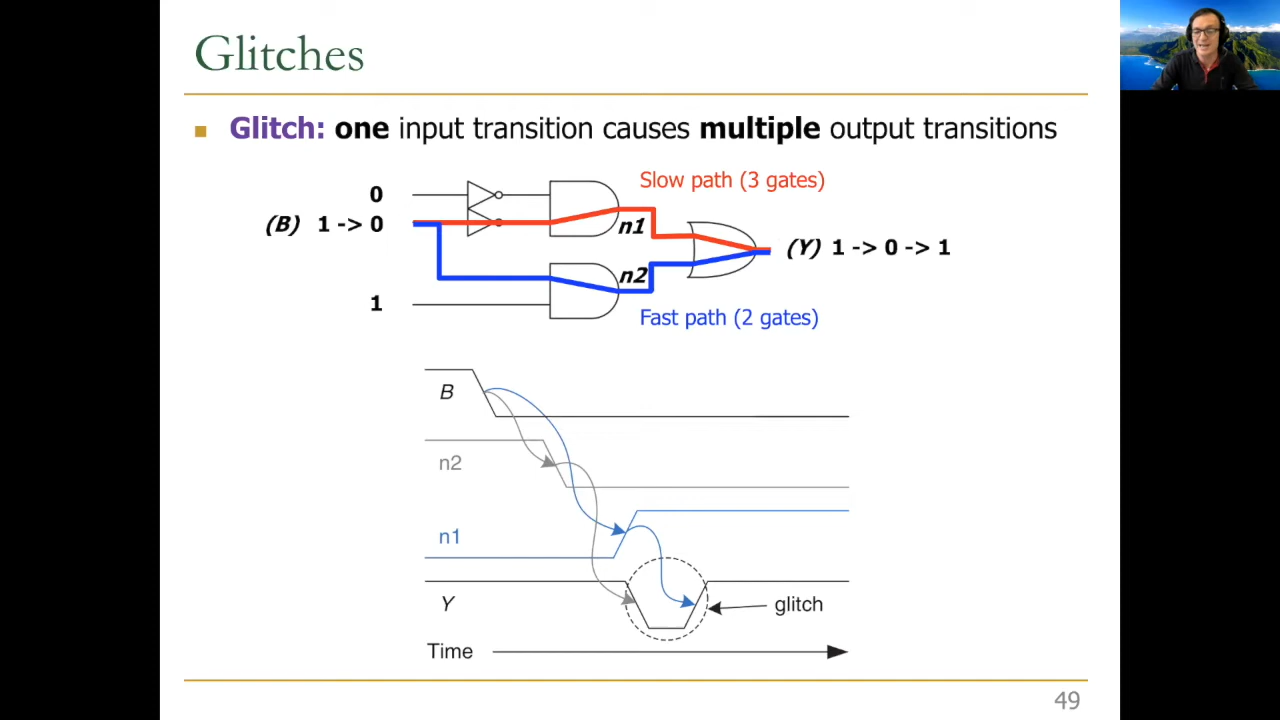 Glitches
Glitch: one input transition causes multiple output transitions
Slow path (3 gates)
0
(B) 1 -> 0
n1
(Y) 1 -> 0 -> 1
n2
1
Fast path (2 gates)
B
n2
n1
Y
glitch
Time
49